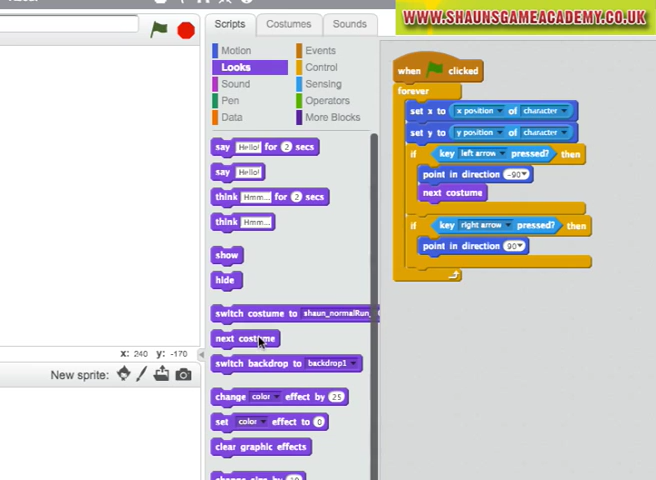 WWW.SHAUNSGAMEACADEMY.CO.UK
Scripts
Costumes
Sounds
Motion
Looks
Sound
Pen
Data
Events
Control
Sensing
Operators
More Blocks
say Hello! for 2 secs
say Hello!
think Hmm... for 2 secs
think Hmm...
show
hide
switch costume to shaun_normalRun_
next costume
switch backdrop to backdrop1
change color effect by 25
set color effect to 0
clear graphic effects
change size by 10
x: 240 y: -170
New sprite:
when clicked
forever
set x to x position of character
set y to y position of character
if key left arrow pressed? then
point in direction -90
next costume
if key right arrow pressed? then
point in direction 90